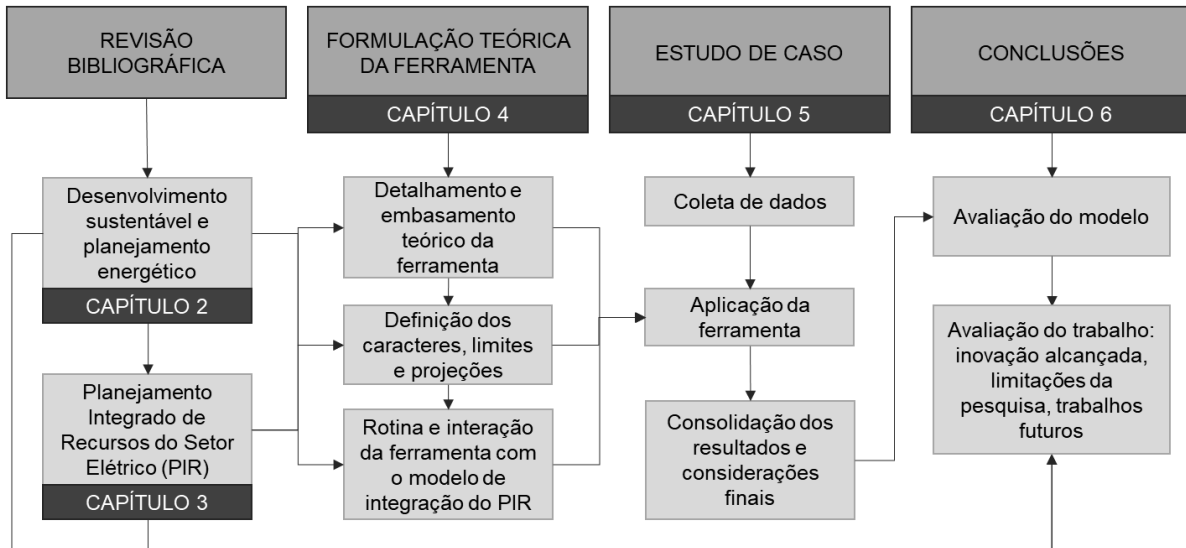 REVISÃO
BIBLIOGRÁFICA
Desenvolvimento
sustentável e
planejamento
energético
CAPÍTULO 2
Planejamento
Integrado de
Recursos do Setor
Elétrico (PIR)
CAPÍTULO 3
FORMULAÇÃO TEÓRICA
DA FERRAMENTA
CAPÍTULO 4
Detalhamento e
embasamento
teórico da
ferramenta
Definição dos
caracteres, limites
e projeções
Rotina e interação
da ferramenta com
o modelo de
integração do PIR
ESTUDO DE CASO
CAPÍTULO 5
Coleta de dados
Aplicação da
ferramenta
Consolidação dos
resultados e
considerações
finais
CONCLUSÕES
CAPÍTULO 6
Avaliação do modelo
Avaliação do trabalho:
inovação alcançada,
limitações da
pesquisa, trabalhos
futuros